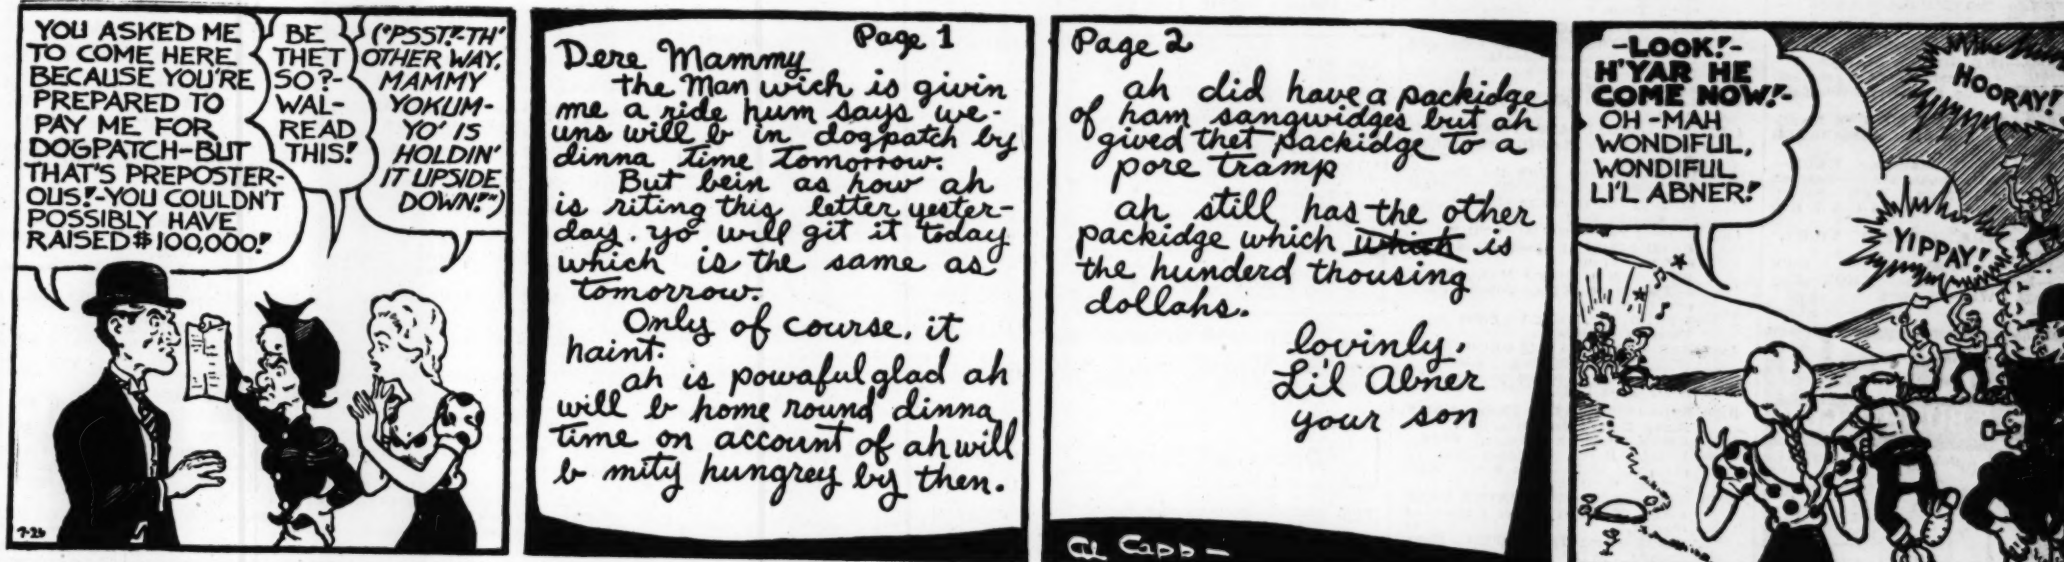 YOU ASKED ME
TO COME HERE
BECAUSE YOU'RE
PREPARED TO
PAY ME FOR
DOGPATCH-BUT
THAT'S PREPOSTER-
OUS!-YOU COULDN'T
POSSIBLY HAVE
RAISED $100,000!
BE
THET
SO?-
WAL-
READ
THIS!
("PSST!-TH'
OTHER WAY,
MAMMY
YOKUM-
YO' IS
HOLDIN'
IT UPSIDE
DOWN!")
7-26
Page 1
Dere Mammy
the Man wich is givin
me a ride hum says we-
uns will b in dogpatch by
dinna time tomorrow.
But bein as how ah
is riting this letter yester-
day. yo will git it today
which is the same as
tomorrow.
Only of course, it
haint.
ah is powaful glad ah
will b home round dinna
time on account of ah will
b mity hungrey by then.
Page 2
ah did have a packidge
of ham sangwidges but ah
gived thet packidge to a
pore tramp
ah still has the other
packidge which which is
the hunderd thousing
dollahs.
lovinly,
Li'l Abner
your son
Al Capp-
-LOOK!-
H'YAR HE
COME NOW!-
OH-MAH
WONDIFUL,
WONDIFUL
LI'L ABNER!
HOORAY!
YIPPAY!